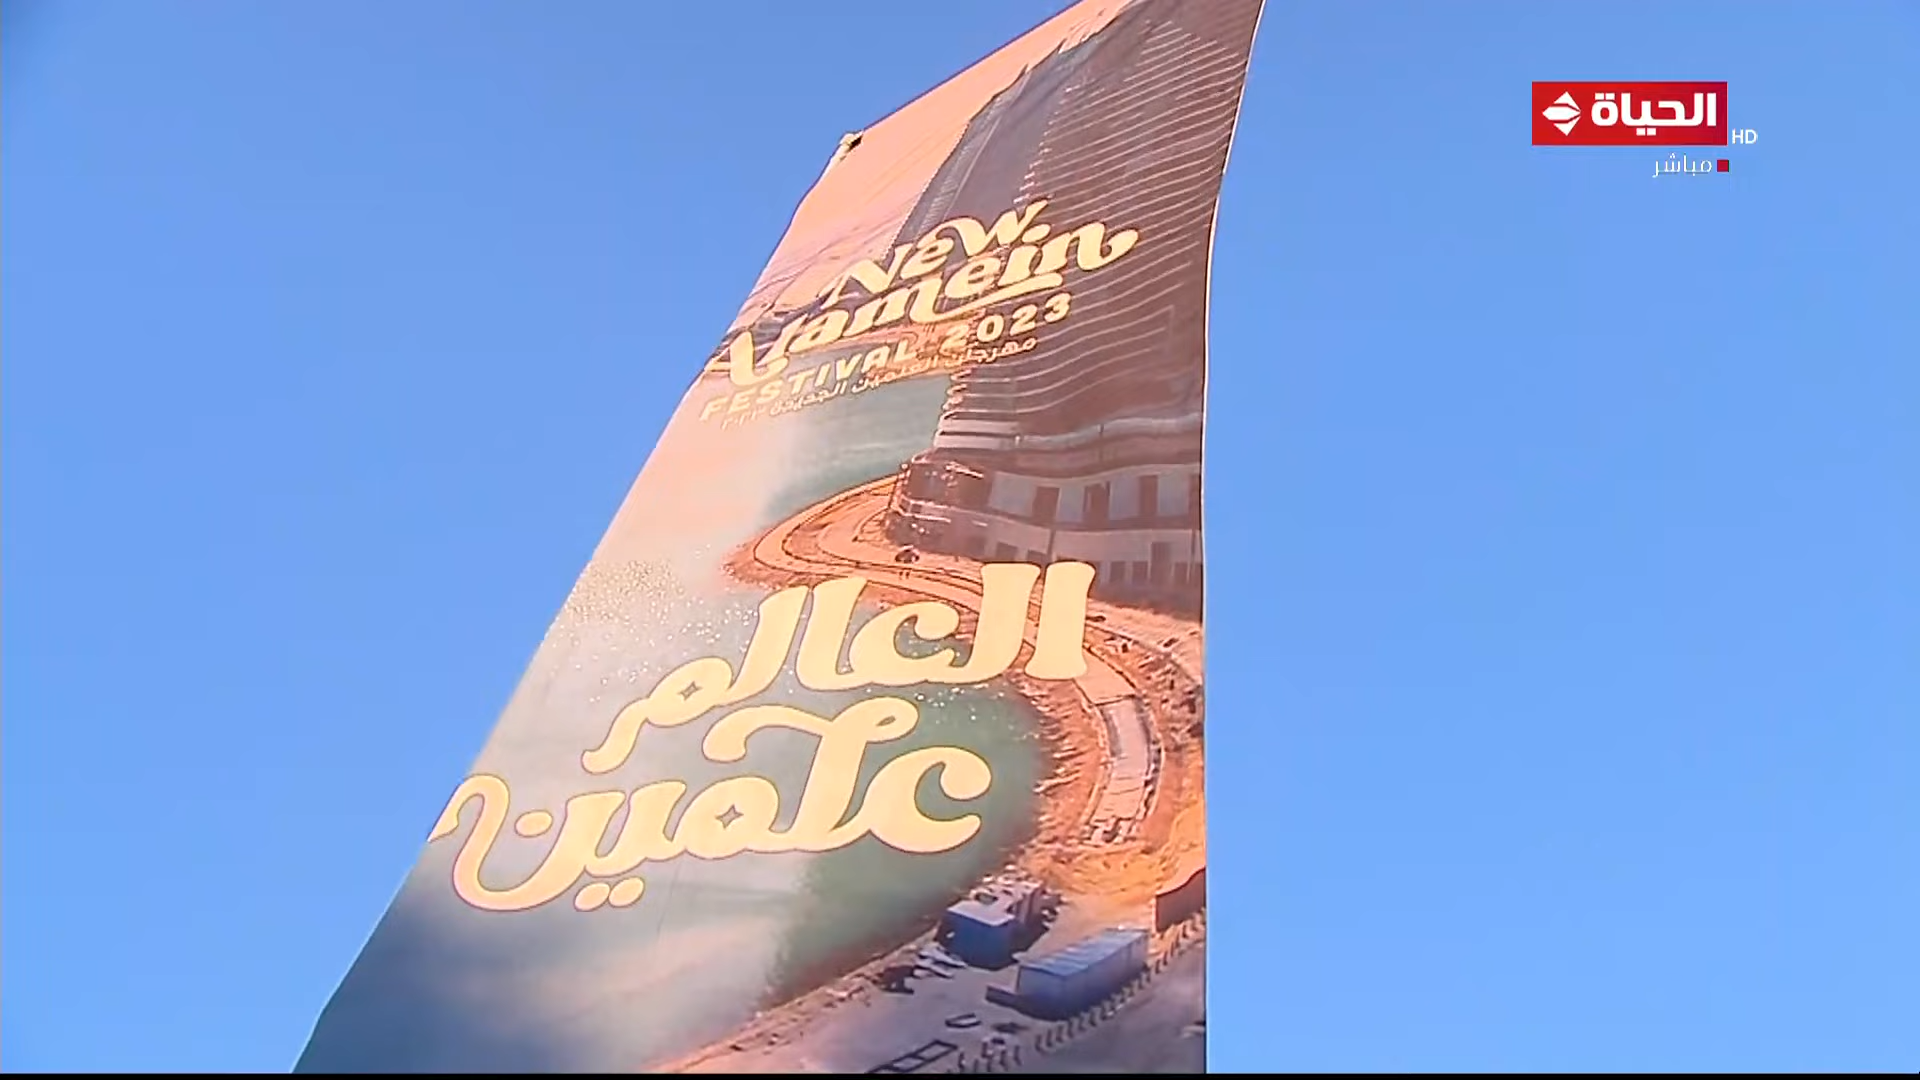 New
Alamein
FESTIVAL 2023
مهرجان العلمين الجديدة ٢٠٢٣
العالم
علمين
الحياة
HD
مباشر